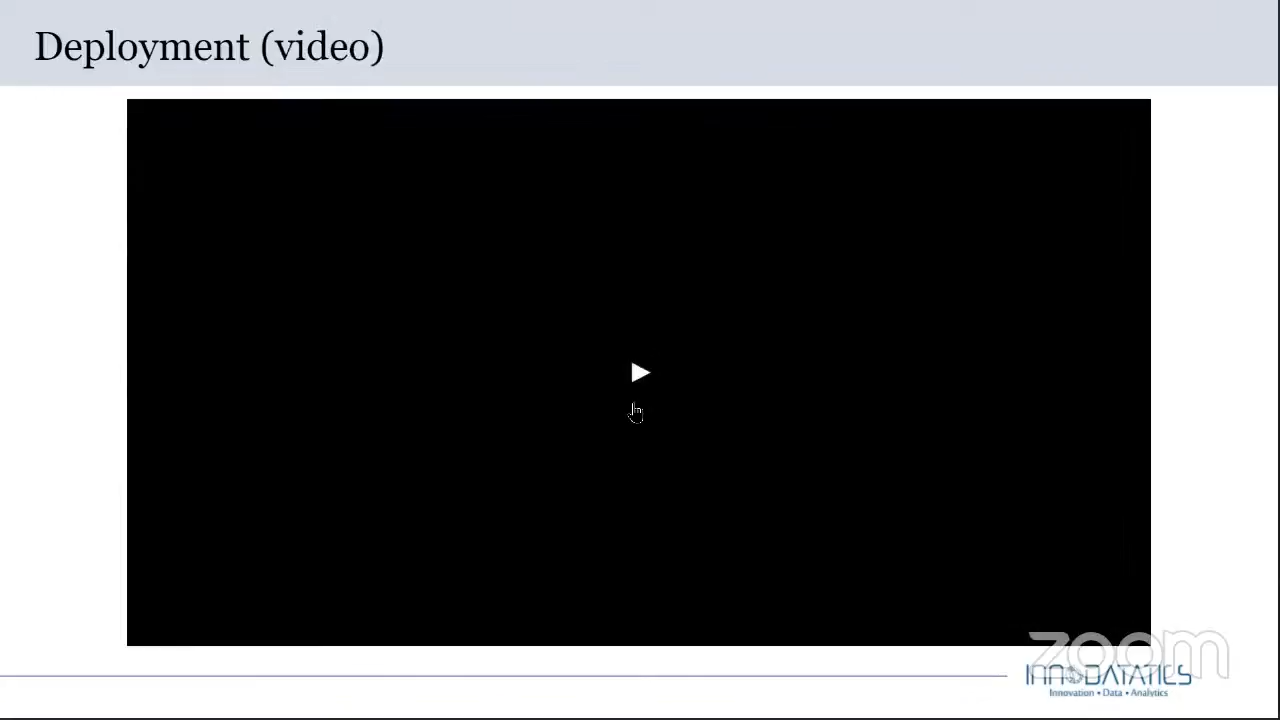 Deployment (video)
zoom
INNODATATICS
Innovation • Data • Analytics